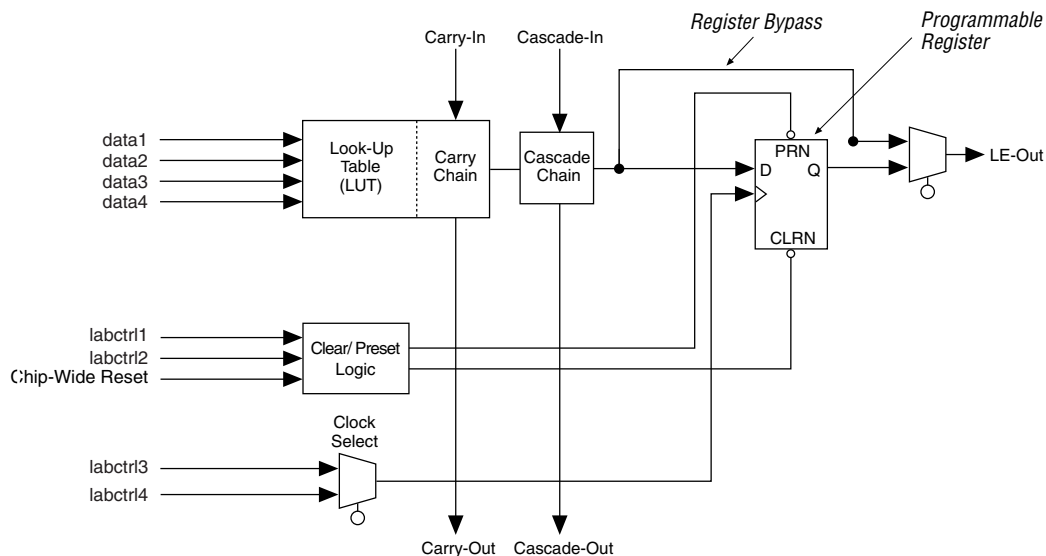 Carry-In
Cascade-In
Register Bypass
Programmable
Register
data1
data2
data3
data4
Look-Up
Table
(LUT)
Carry
Chain
Cascade
Chain
PRN
D
Q
CLRN
LE-Out
labctrl1
labctrl2
Chip-Wide Reset
Clear/ Preset
Logic
Clock
Select
labctrl3
labctrl4
Carry-Out
Cascade-Out